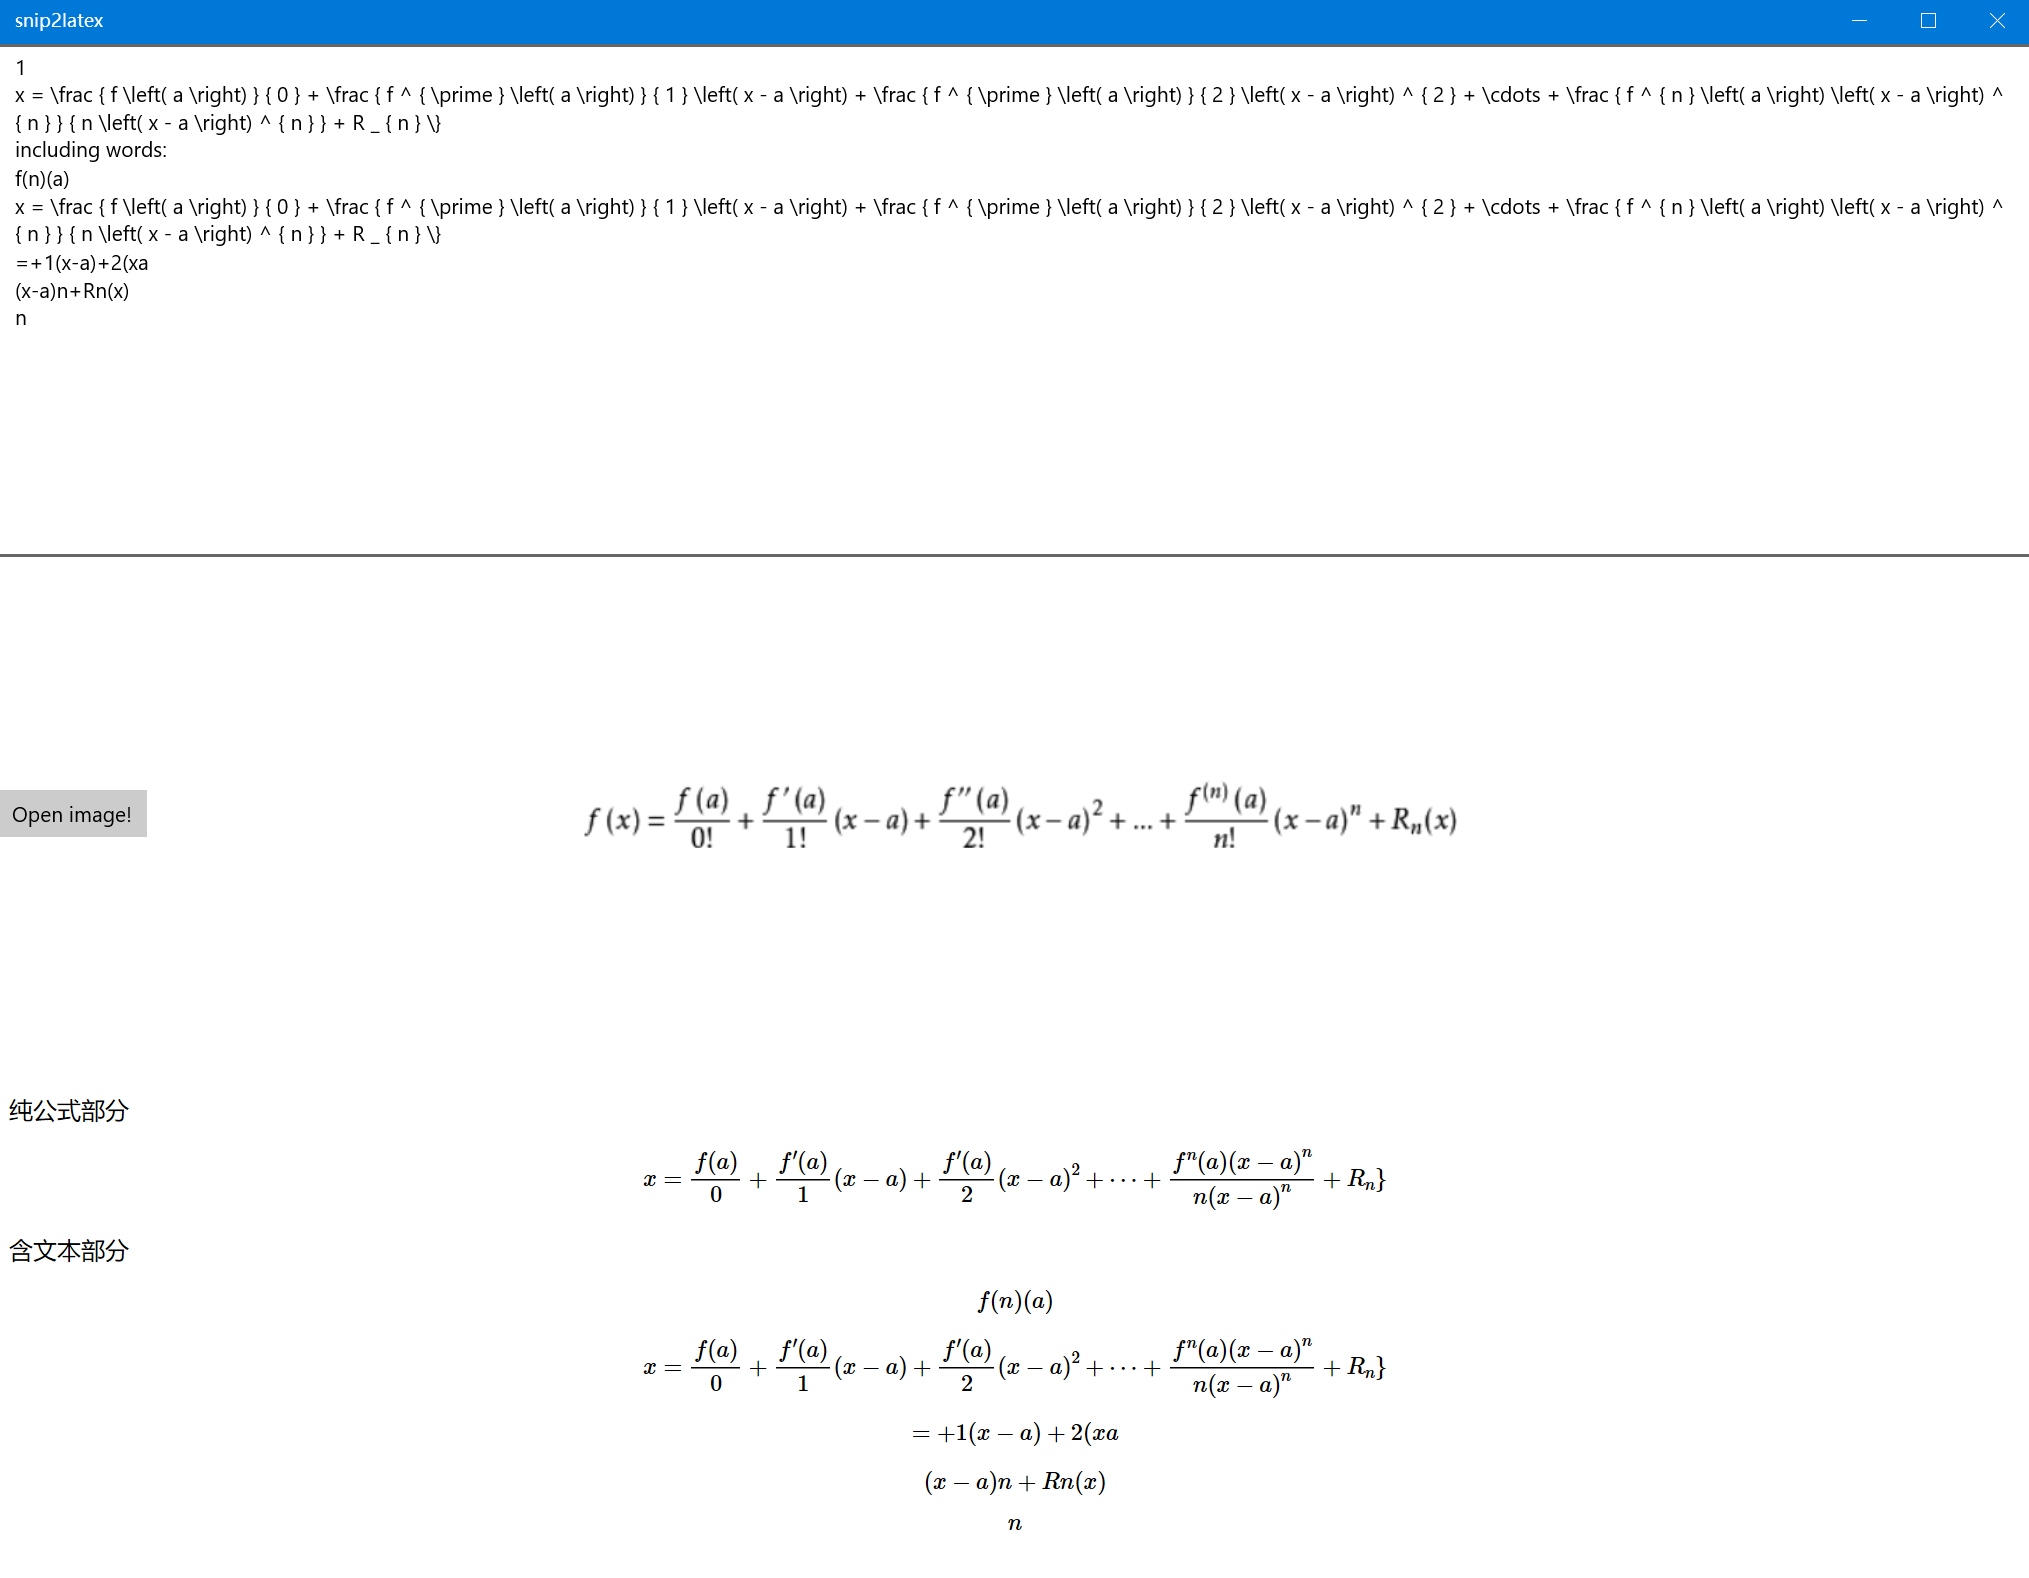 snip2latex
1
x = \frac { f \left( a \right) } { 0 } + \frac { f ^ { \prime } \left( a \right) } { 1 } \left( x - a \right) + \frac { f ^ { \prime } \left( a \right) } { 2 } \left( x - a \right) ^ { 2 } + \cdots + \frac { f ^ { n } \left( a \right) \left( x - a \right) ^
{ n } } { n \left( x - a \right) ^ { n } } + R _ { n } \}
including words:
f(n)(a)
x = \frac { f \left( a \right) } { 0 } + \frac { f ^ { \prime } \left( a \right) } { 1 } \left( x - a \right) + \frac { f ^ { \prime } \left( a \right) } { 2 } \left( x - a \right) ^ { 2 } + \cdots + \frac { f ^ { n } \left( a \right) \left( x - a \right) ^
{ n } } { n \left( x - a \right) ^ { n } } + R _ { n } \}
=+1(x-a)+2(xa
(x-a)n+Rn(x)
n
Open image!
f (x) = \frac{f (a)}{0!} + \frac{f ′ (a)}{1!} (x − a) + \frac{f ″ (a)}{2!} (x − a)^2 + ... + \frac{f^{(n)} (a)}{n!} (x − a)^n + R_n(x)
纯公式部分
x = \frac{f(a)}{0} + \frac{f′(a)}{1}(x − a) + \frac{f′(a)}{2}(x − a)^2 + ⋯ + \frac{f^n(a)(x − a)^n}{n(x − a)^n} + R_n}
含文本部分
f(n)(a)
x = \frac{f(a)}{0} + \frac{f′(a)}{1}(x − a) + \frac{f′(a)}{2}(x − a)^2 + ⋯ + \frac{f^n(a)(x − a)^n}{n(x − a)^n} + R_n}
= +1(x − a) + 2(xa
(x − a)n + Rn(x)
n